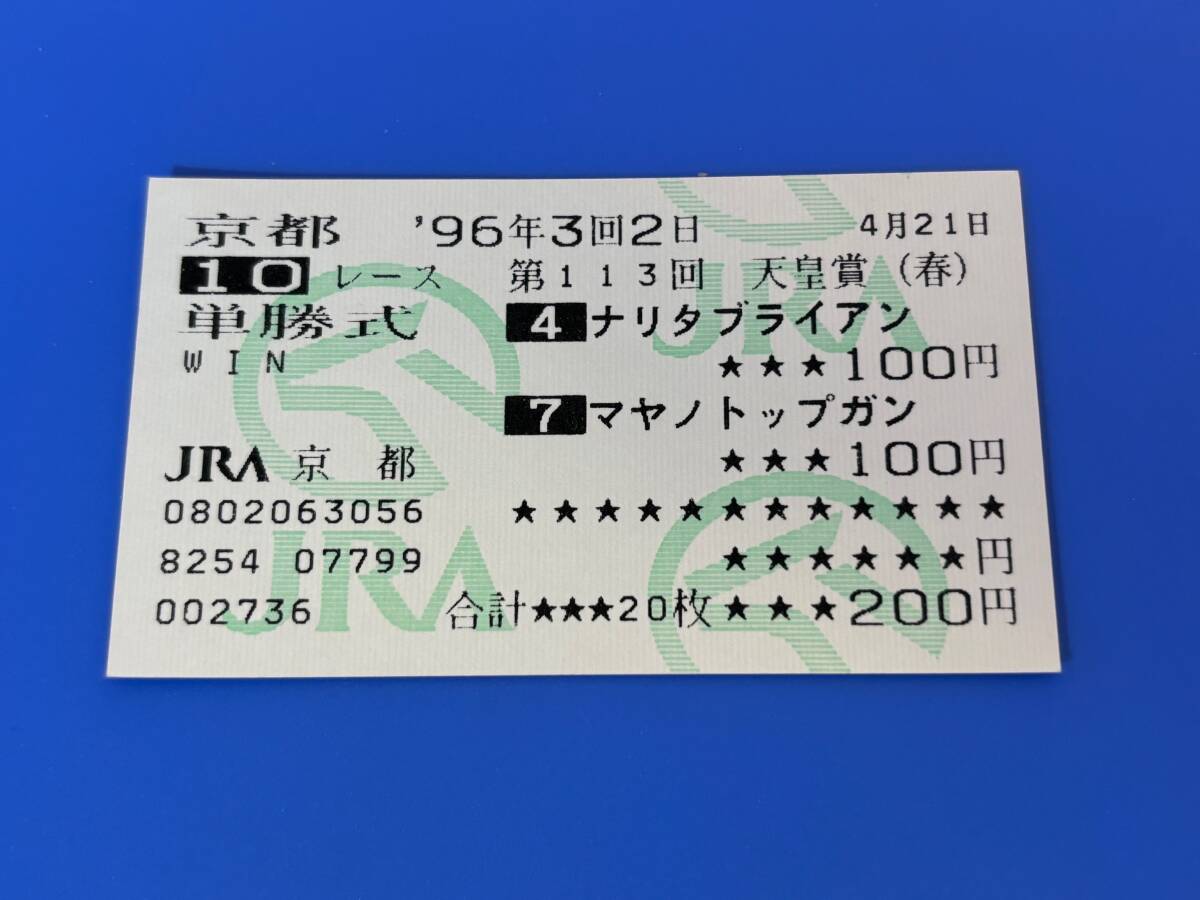 京都 '96年3回2日 4月21日
10 レース 第113回 天皇賞(春)
単勝式 4 ナリタブライアン
WIN ★★★100円
7 マヤノトップガン
JRA 京都 ★★★100円
0802063056 ★★★★★★★★★★★★
8254 07799 ★★★★★★円
002736 合計★★★20枚★★★200円
JRA
JRA